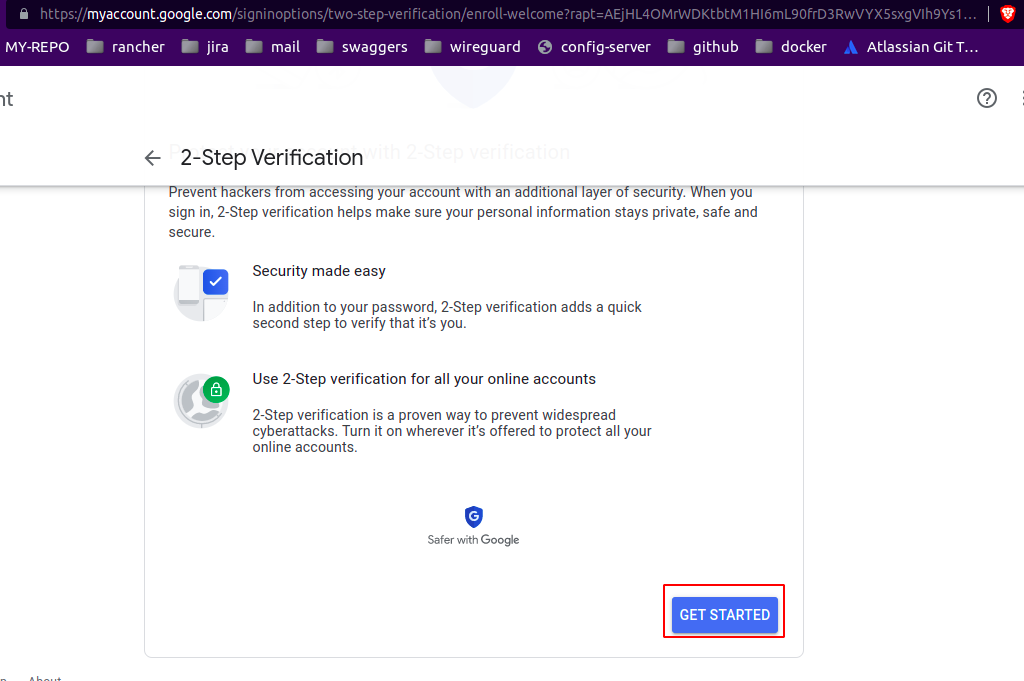 https://myaccount.google.com/signinoptions/two-step-verification/enroll-welcome?rapt=AEjHL4OMrWDKtbtM1HI6mL90frD3RwVYX5sxgVIh9Ys1...
MY-REPO rancher jira mail swaggers wireguard config-server github docker Atlassian Git T...
nt
2-Step Verification
with 2-Step verification
Prevent hackers from accessing your account with an additional layer of security. When you
sign in, 2-Step verification helps make sure your personal information stays private, safe and
secure.
Security made easy
In addition to your password, 2-Step verification adds a quick
second step to verify that it's you.
Use 2-Step verification for all your online accounts
2-Step verification is a proven way to prevent widespread
cyberattacks. Turn it on wherever it's offered to protect all your
online accounts.
G
Safer with Google
GET STARTED
About